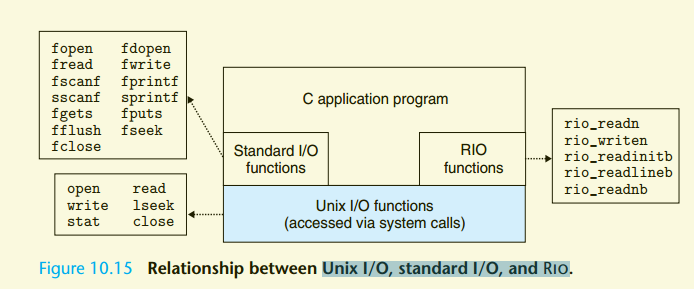 fopen fdopen
fread fwrite
fscanf fprintf
sscanf sprintf
fgets fputs
fflush fseek
fclose
C application program
Standard I/O
functions
RIO
functions
rio_readn
rio_writen
rio_readinitb
rio_readlineb
rio_readnb
open read
write lseek
stat close
Unix I/O functions
(accessed via system calls)
Figure 10.15 Relationship between Unix I/O, standard I/O, and RIO.